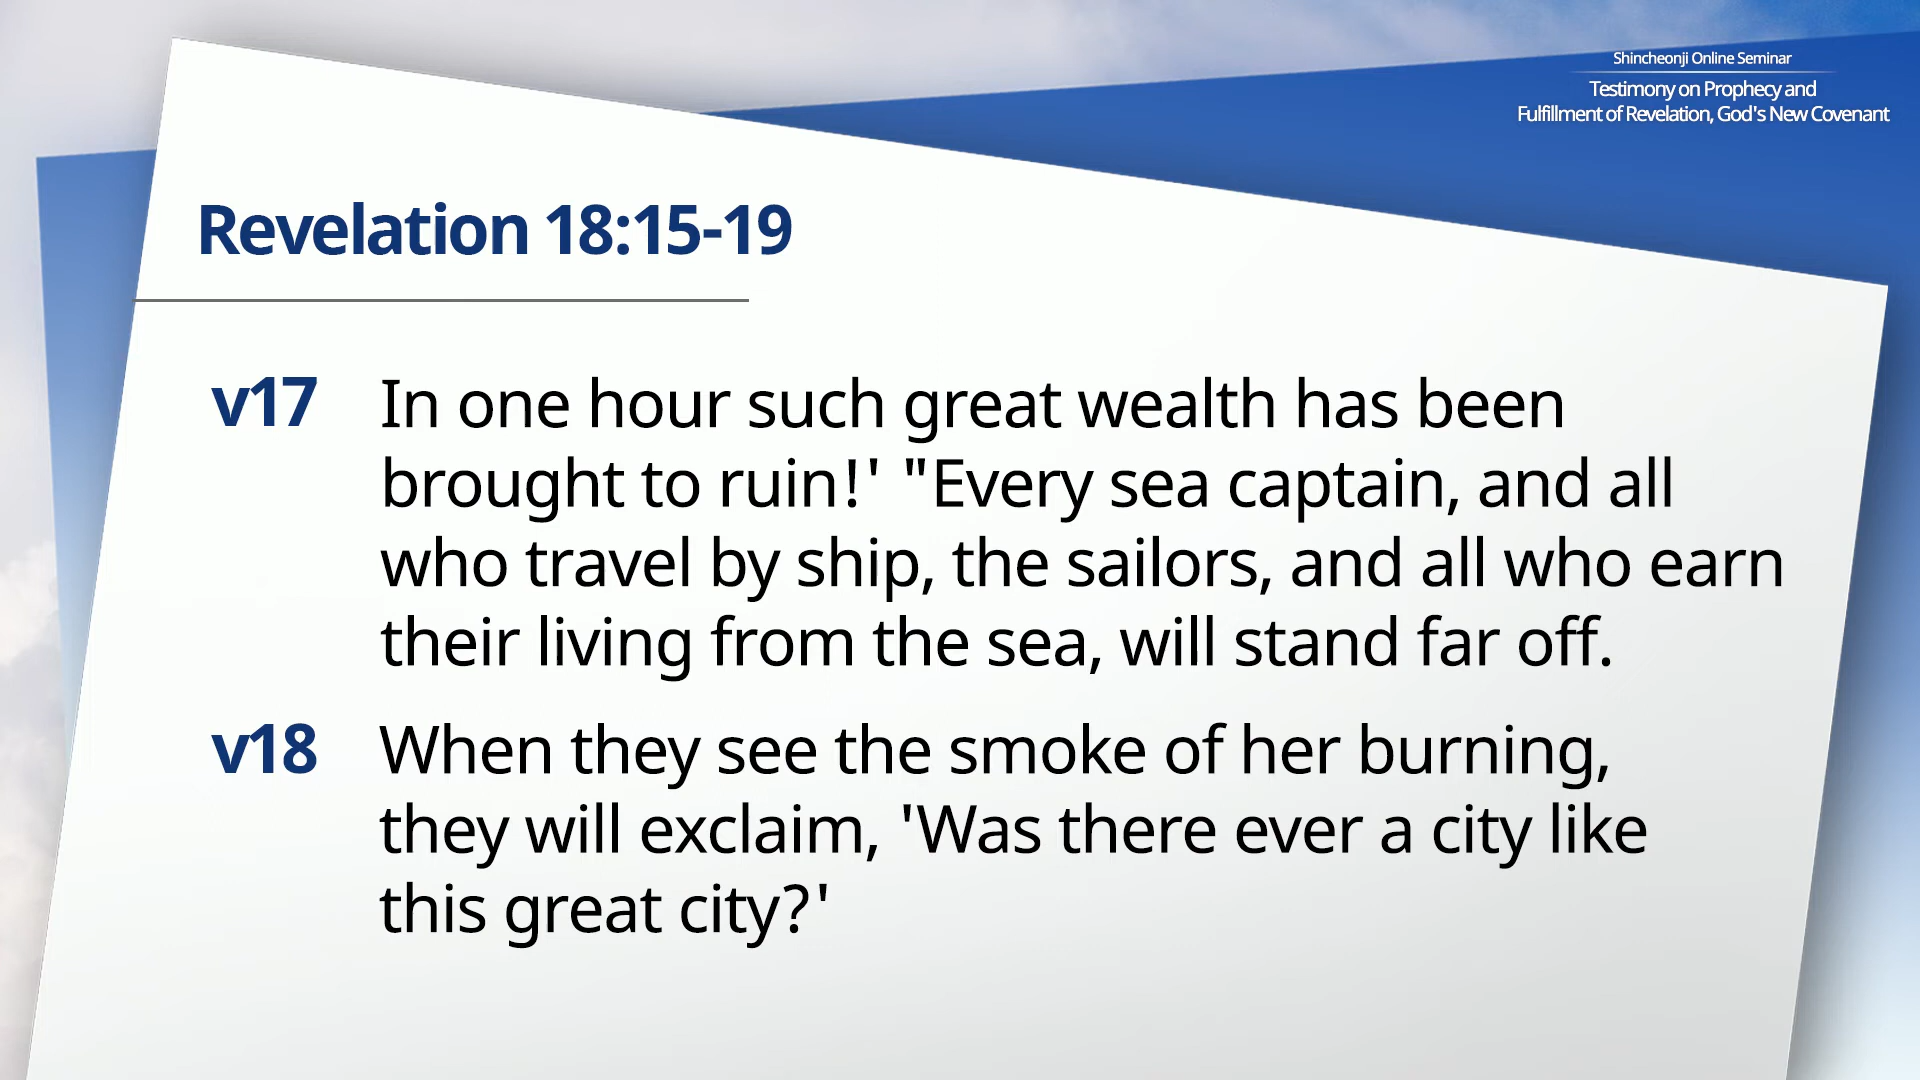 Shincheonji Online Seminar
Testimony on Prophecy and
Fulfillment of Revelation, God's New Covenant
Revelation 18:15-19
v17 In one hour such great wealth has been
brought to ruin!' "Every sea captain, and all
who travel by ship, the sailors, and all who earn
their living from the sea, will stand far off.
v18 When they see the smoke of her burning,
they will exclaim, 'Was there ever a city like
this great city?'